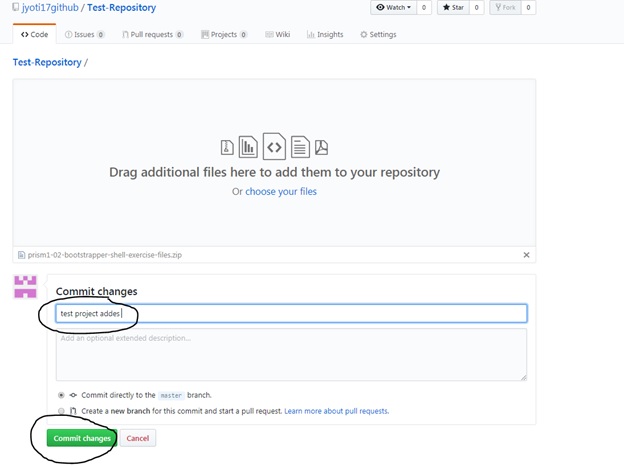 jyoti17github / Test-Repository
Watch 0 Star 0 Fork 0
Code Issues 0 Pull requests 0 Projects 0 Wiki Insights Settings
Test-Repository /
Drag additional files here to add them to your repository
Or choose your files
prism1-02-bootstrapper-shell-exercise-files.zip
Commit changes
test project addes
Add an optional extended description...
Commit directly to the master branch.
Create a new branch for this commit and start a pull request. Learn more about pull requests.
Commit changes Cancel